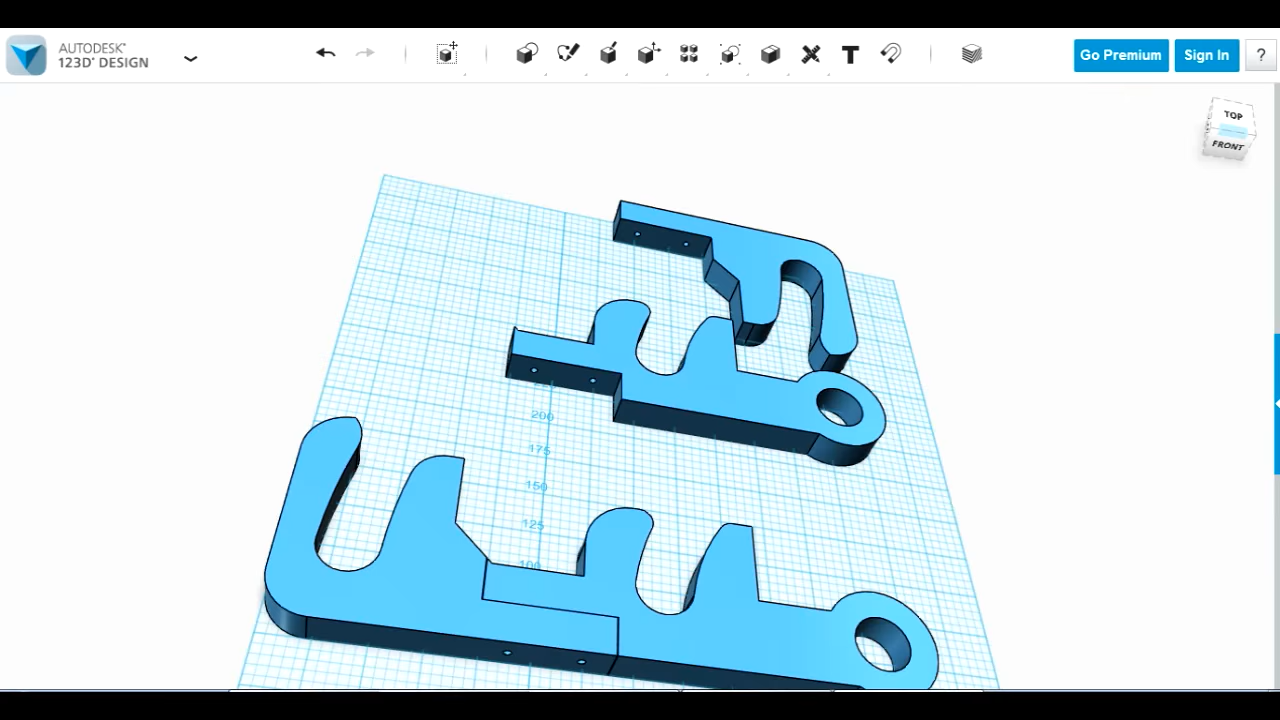 AUTODESK®
123D® DESIGN
T
Go Premium
Sign In
?
TOP
FRONT
200
175
150
125
100